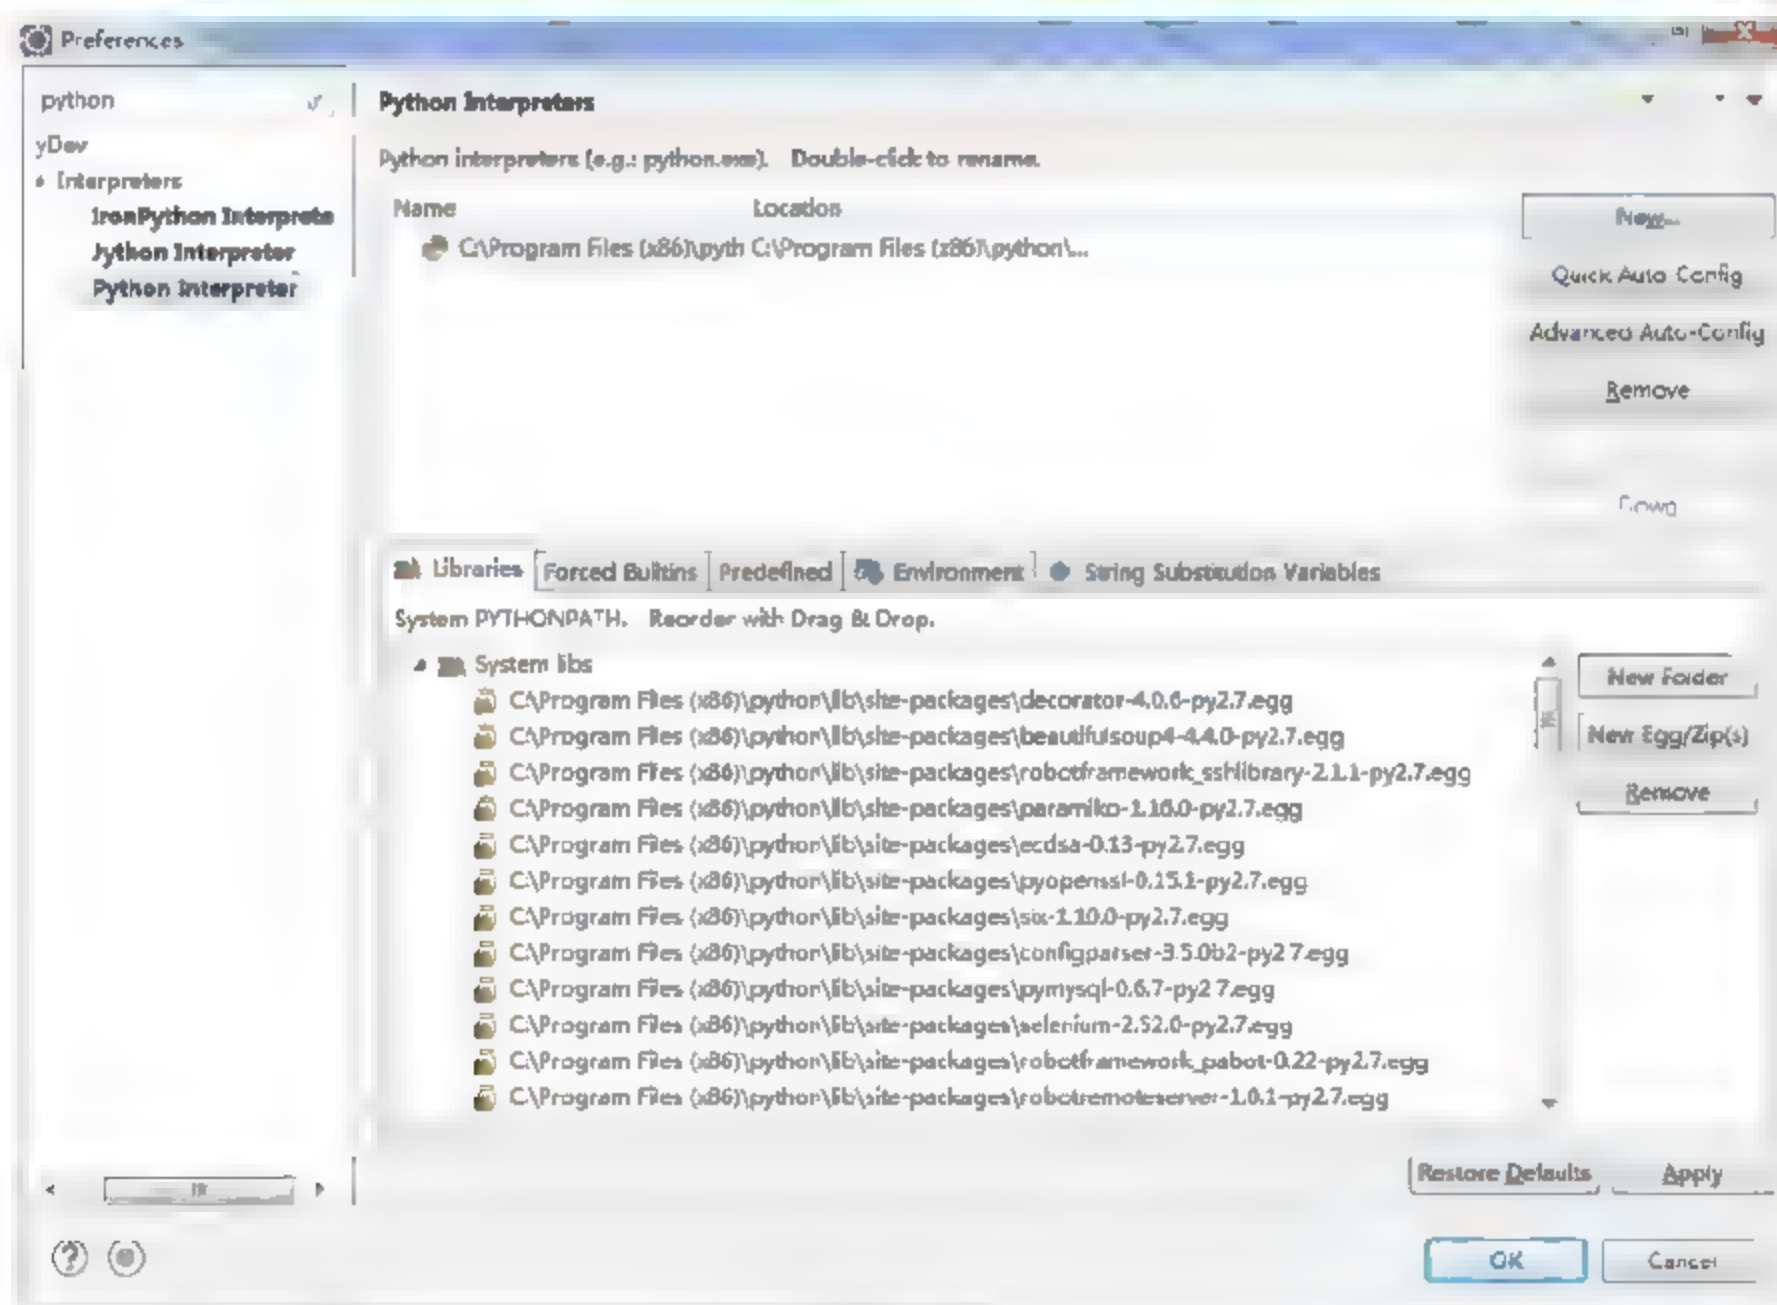 Preferences
python
yDev
Interpreters
IronPython Interprete
Jython Interpreter
Python Interpreter
Python Interpreters
Python interpreters (e.g.: python.exe). Double-click to rename.
Name Location
C:\Program Files (x86)\pyth C:\Program Files (x86)\python\...
New...
Quick Auto-Config
Advanced Auto-Config
Remove
Down
Libraries Forced Builtins Predefined Environment String Substitution Variables
System PYTHONPATH. Reorder with Drag & Drop.
System libs
C:\Program Files (x86)\python\lib\site-packages\decorator-4.0.6-py2.7.egg
C:\Program Files (x86)\python\lib\site-packages\beautifulsoup4-4.4.0-py2.7.egg
C:\Program Files (x86)\python\lib\site-packages\robotframework_sshlibrary-2.1.1-py2.7.egg
C:\Program Files (x86)\python\lib\site-packages\paramiko-1.16.0-py2.7.egg
C:\Program Files (x86)\python\lib\site-packages\ecdsa-0.13-py2.7.egg
C:\Program Files (x86)\python\lib\site-packages\pyopenssl-0.15.1-py2.7.egg
C:\Program Files (x86)\python\lib\site-packages\six-1.10.0-py2.7.egg
C:\Program Files (x86)\python\lib\site-packages\configparser-3.5.0b2-py2.7.egg
C:\Program Files (x86)\python\lib\site-packages\pymysql-0.6.7-py2.7.egg
C:\Program Files (x86)\python\lib\site-packages\selenium-2.52.0-py2.7.egg
C:\Program Files (x86)\python\lib\site-packages\robotframework_pabot-0.22-py2.7.egg
C:\Program Files (x86)\python\lib\site-packages\robotremoteserver-1.0.1-py2.7.egg
New Folder
New Egg/Zip(s)
Remove
Restore Defaults Apply
OK Cancel